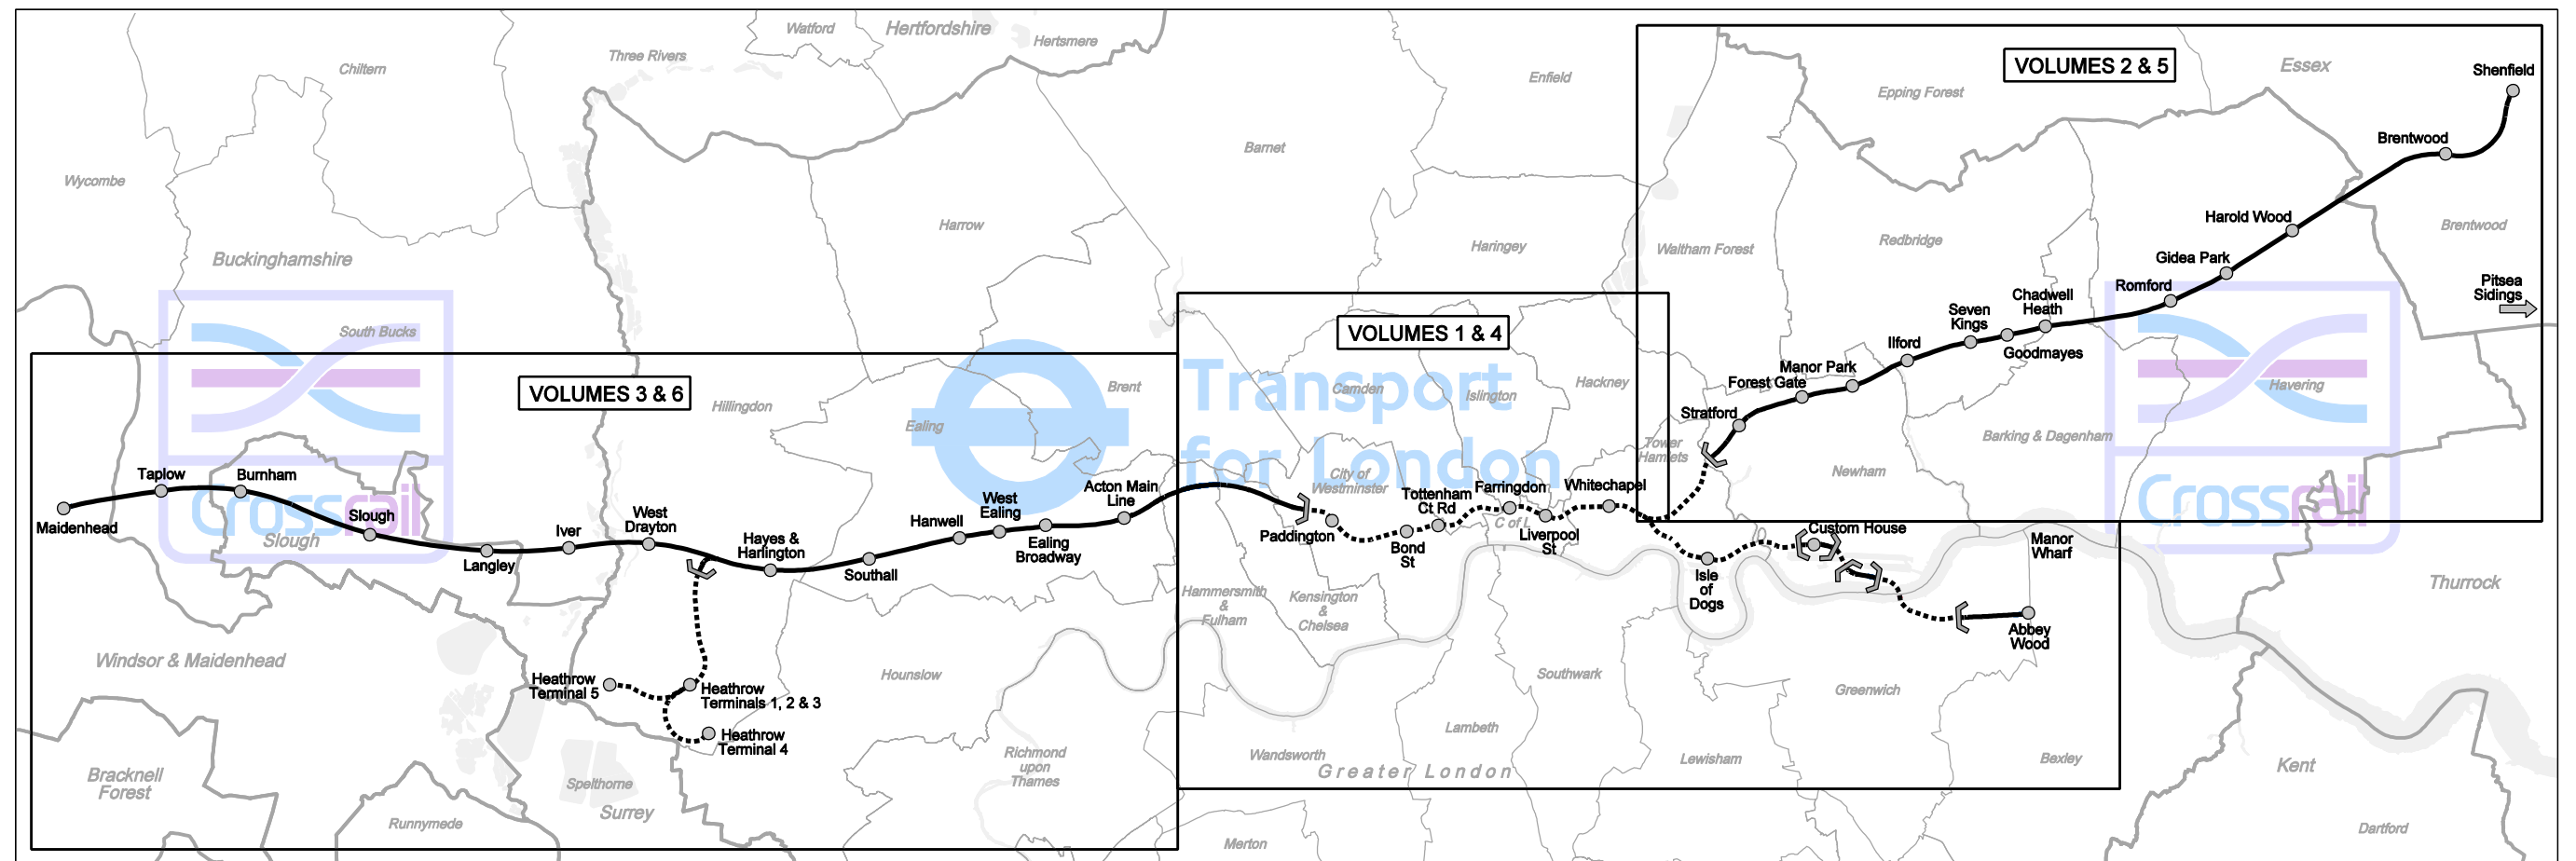 Watford
Hertfordshire
Hertsmere
Three Rivers
Chiltern
Enfield
VOLUMES 2 & 5
Essex
Shenfield
Epping Forest
Brentwood
Barnet
Wycombe
Harrow
Haringey
Waltham Forest
Redbridge
Harold Wood
Brentwood
Buckinghamshire
Gidea Park
Romford
Pitsea
Sidings
Chadwell
Heath
Seven
Kings
Goodmayes
Ilford
South Bucks
VOLUMES 1 & 4
Manor Park
Forest Gate
Stratford
VOLUMES 3 & 6
Hillingdon
Brent
Ealing
Transport
for London
Camden
Islington
Hackney
Havering
Tower
Hamlets
Barking & Dagenham
Newham
City of
Westminster
Taplow
Burnham
Crossrail
Maidenhead
Slough
Slough
Langley
Iver
West
Drayton
Hayes &
Harlington
Southall
Hanwell
West
Ealing
Ealing
Broadway
Acton Main
Line
Paddington
Bond
St
Tottenham
Ct Rd
Farringdon
C of L
Liverpool
St
Whitechapel
Crossrail
Isle
of
Dogs
Custom House
Manor
Wharf
Abbey
Wood
Thurrock
Hammersmith
&
Fulham
Kensington
&
Chelsea
Windsor & Maidenhead
Heathrow
Terminal 5
Heathrow
Terminals 1, 2 & 3
Heathrow
Terminal 4
Hounslow
Southwark
Greenwich
Lambeth
Wandsworth
Richmond
upon
Thames
Greater London
Lewisham
Bexley
Kent
Bracknell
Forest
Spelthorne
Surrey
Runnymede
Merton
Dartford